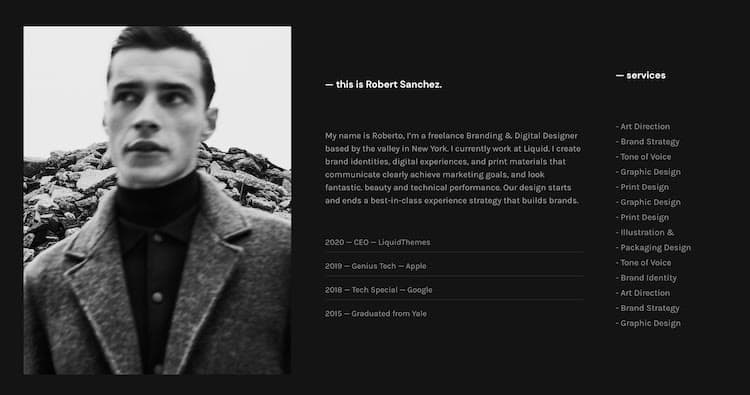 — this is Robert Sanchez.
My name is Roberto, I'm a freelance Branding & Digital Designer
based by the valley in New York. I currently work at Liquid. I create
brand identities, digital experiences, and print materials that
communicate clearly achieve marketing goals, and look
fantastic. beauty and technical performance. Our design starts
and ends a best-in-class experience strategy that builds brands.
2020 — CEO — LiquidThemes
2019 — Genius Tech — Apple
2018 — Tech Special — Google
2015 — Graduated from Yale
— services
- Art Direction
- Brand Strategy
- Tone of Voice
- Graphic Design
- Print Design
- Graphic Design
- Print Design
- Illustration &
- Packaging Design
- Tone of Voice
- Brand Identity
- Art Direction
- Brand Strategy
- Graphic Design